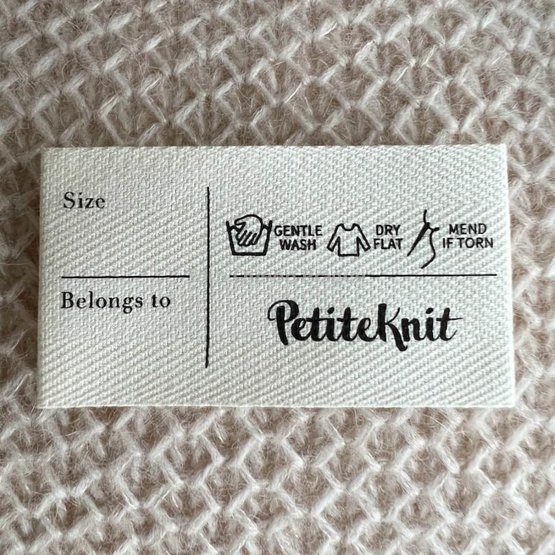 Size
Belongs to
GENTLE
WASH
DRY
FLAT
MEND
IF TORN
PetiteKnit